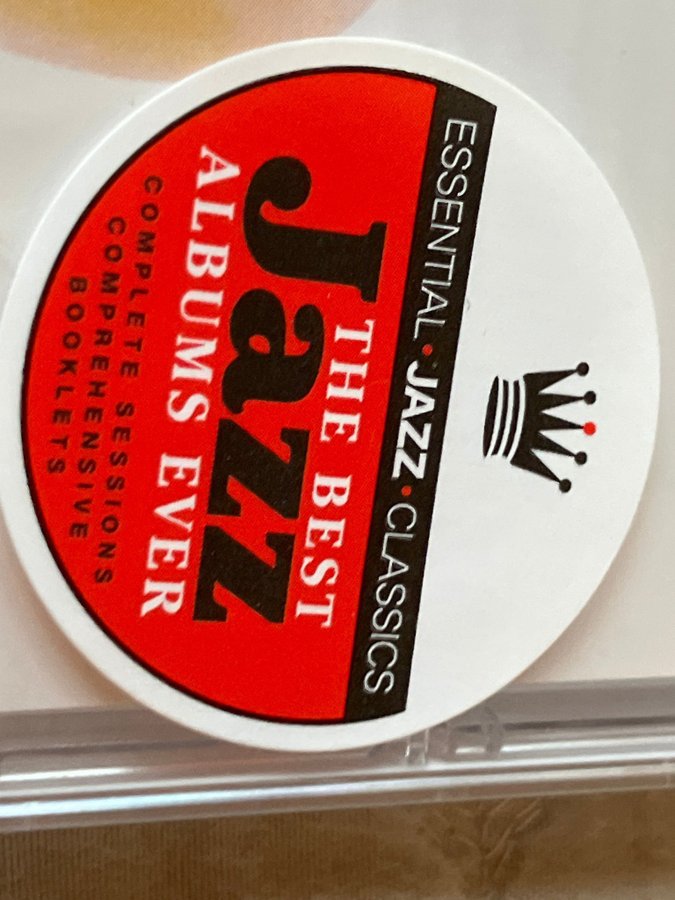 ESSENTIAL•JAZZ•CLASSICS
THE BEST
Jazz
ALBUMS EVER
COMPLETE SESSIONS
COMPREHENSIVE
BOOKLETS